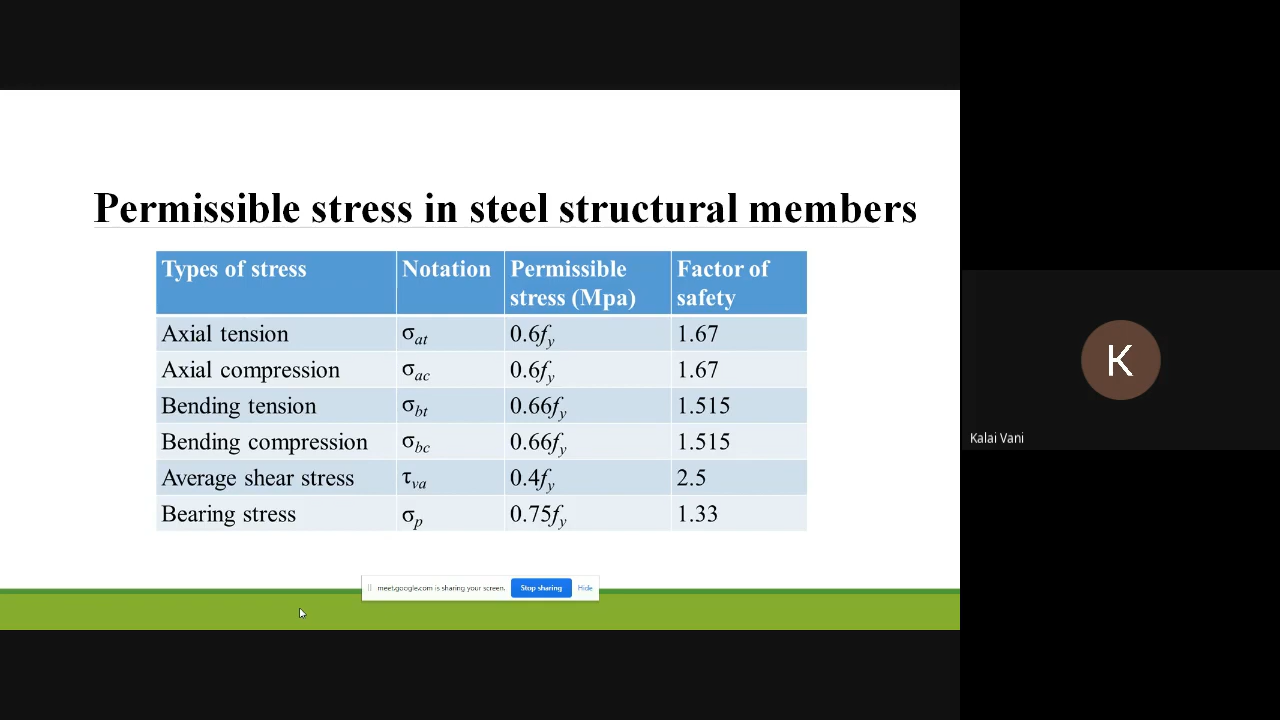 Permissible stress in steel structural members
Types of stress Notation Permissible stress (Mpa) Factor of safety
Axial tension σat 0.6fy 1.67
Axial compression σac 0.6fy 1.67
Bending tension σbt 0.66fy 1.515
Bending compression σbc 0.66fy 1.515
Average shear stress τva 0.4fy 2.5
Bearing stress σp 0.75fy 1.33
meet.google.com is sharing your screen. Stop sharing Hide
K
Kalai Vani